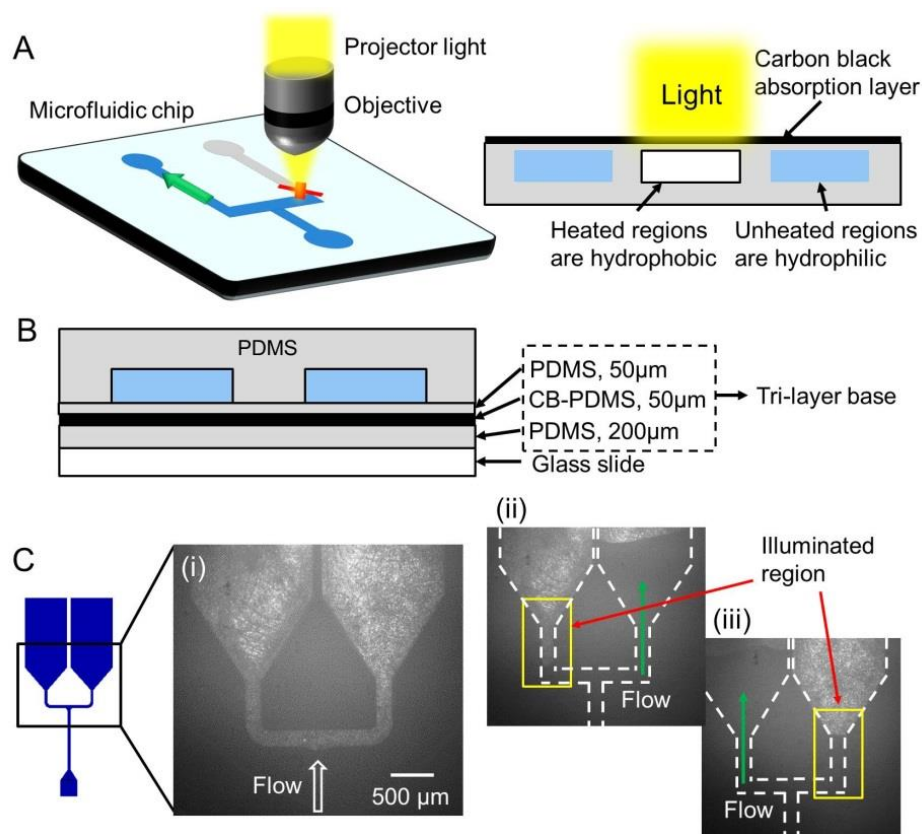 A
Projector light
Objective
Microfluidic chip
Light
Carbon black
absorption layer
Heated regions
are hydrophobic
Unheated regions
are hydrophilic
B
PDMS
PDMS, 50µm
CB-PDMS, 50µm
PDMS, 200µm
Glass slide
Tri-layer base
C
(i)
Flow
500 µm
(ii)
Flow
Illuminated
region
(iii)
Flow